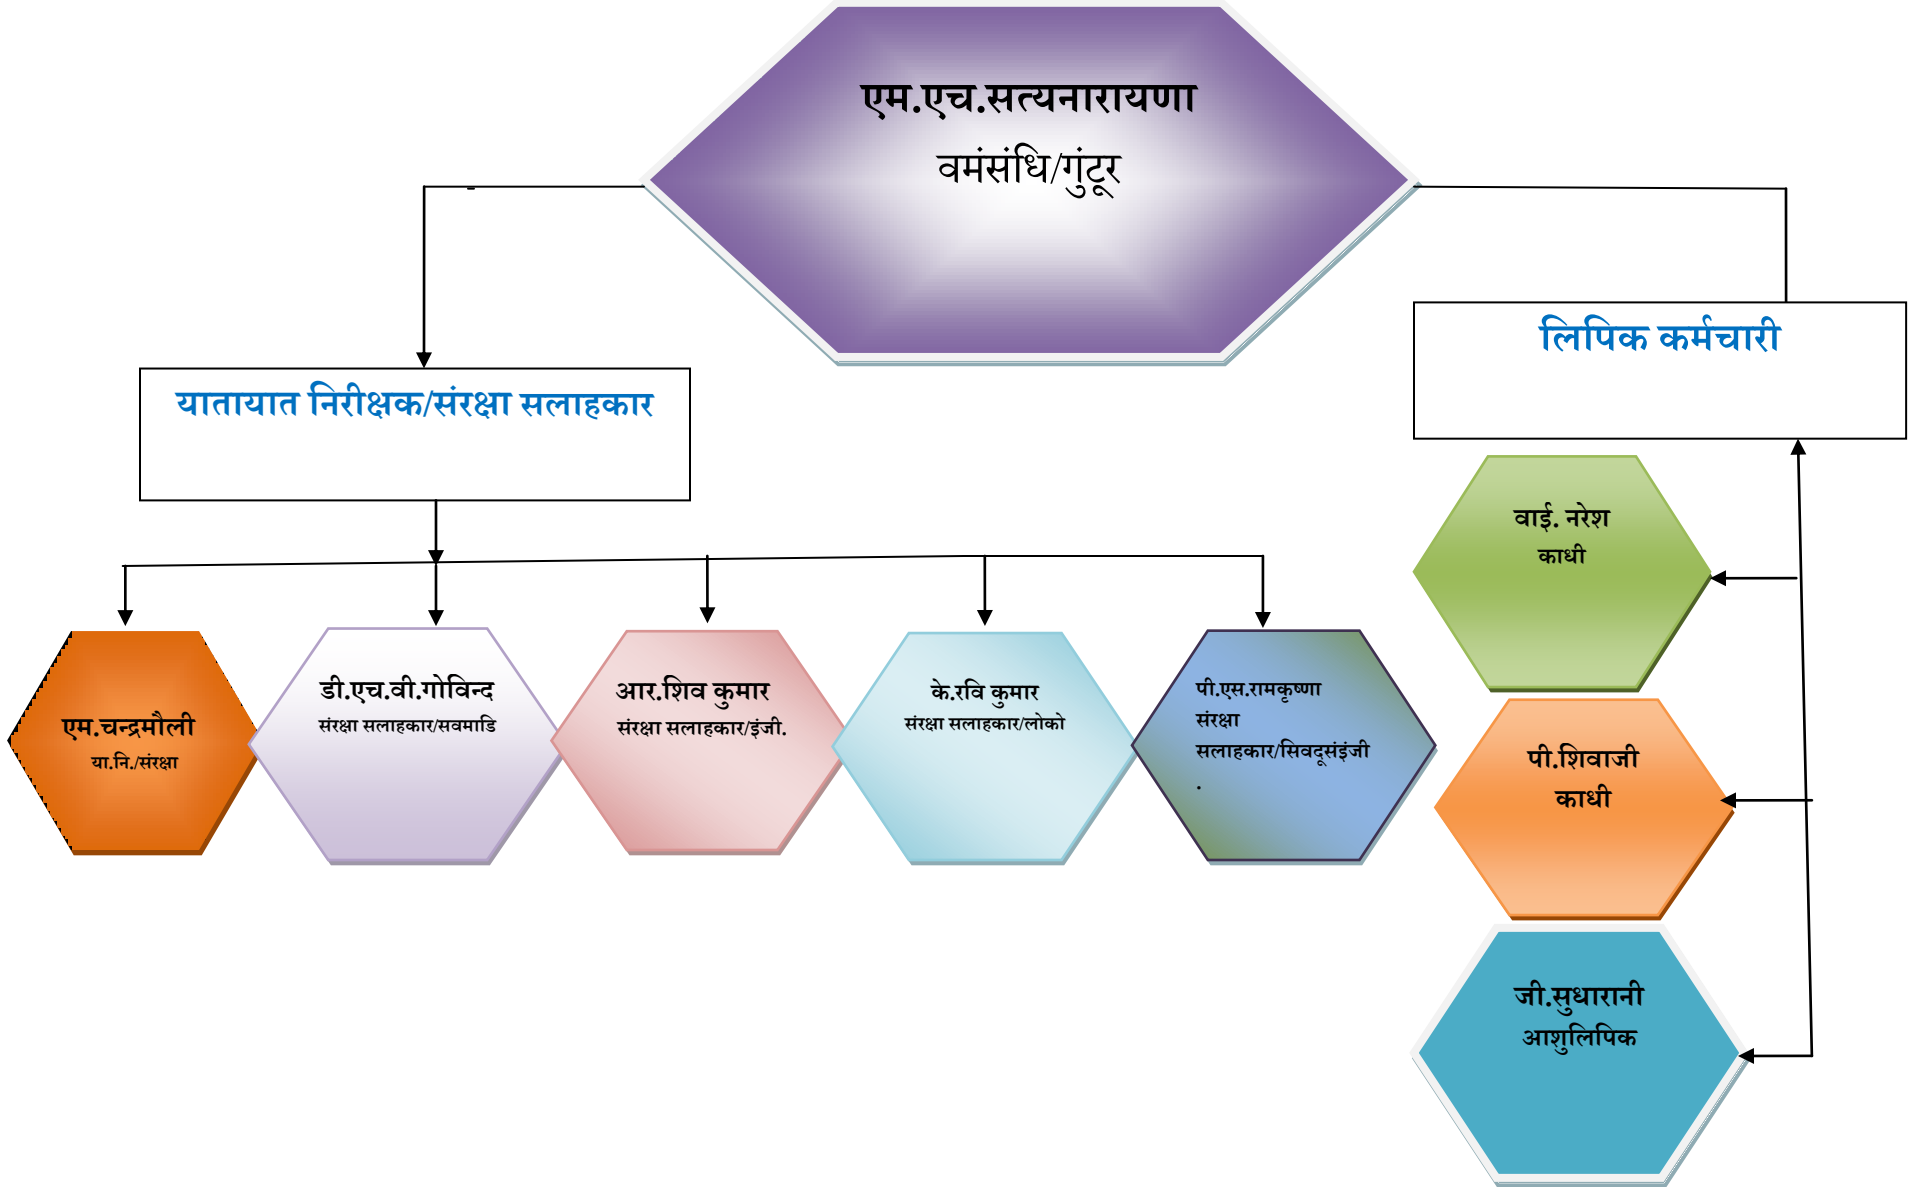 एम.एच.सत्यनारायणा
वमंसंधि/गुंटूर
लिपिक कर्मचारी
यातायात निरीक्षक/संरक्षा सलाहकार
वाई. नरेश
काधी
एम.चन्द्रमौली
या.नि./संरक्षा
डी.एच.वी.गोविन्द
संरक्षा सलाहकार/सवमाडि
आर.शिव कुमार
संरक्षा सलाहकार/इंजी.
के.रवि कुमार
संरक्षा सलाहकार/लोको
पी.एस.रामकृष्णा
संरक्षा
सलाहकार/सिवदूसंइंजी
.
पी.शिवाजी
काधी
जी.सुधारानी
आशुलिपिक